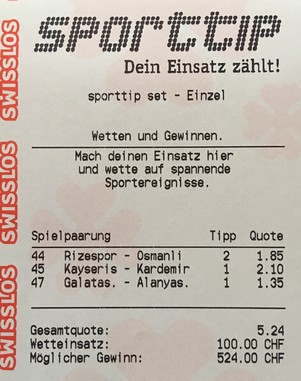 sporttip
Dein Einsatz zählt!
sporttip set - Einzel
Wetten und Gewinnen.
Mach deinen Einsatz hier
und wette auf spannende
Sportereignisse.
Spielpaarung Tipp Quote
44 Rizespor - Osmanli 2 1.85
45 Kayseris - Kardemir 1 2.10
47 Galatas. - Alanyas. 1 1.35
Gesamtquote: 5.24
Wetteinsatz: 100.00 CHF
Möglicher Gewinn: 524.00 CHF
SWISSLOS
SWISSLOS
SWISSLOS